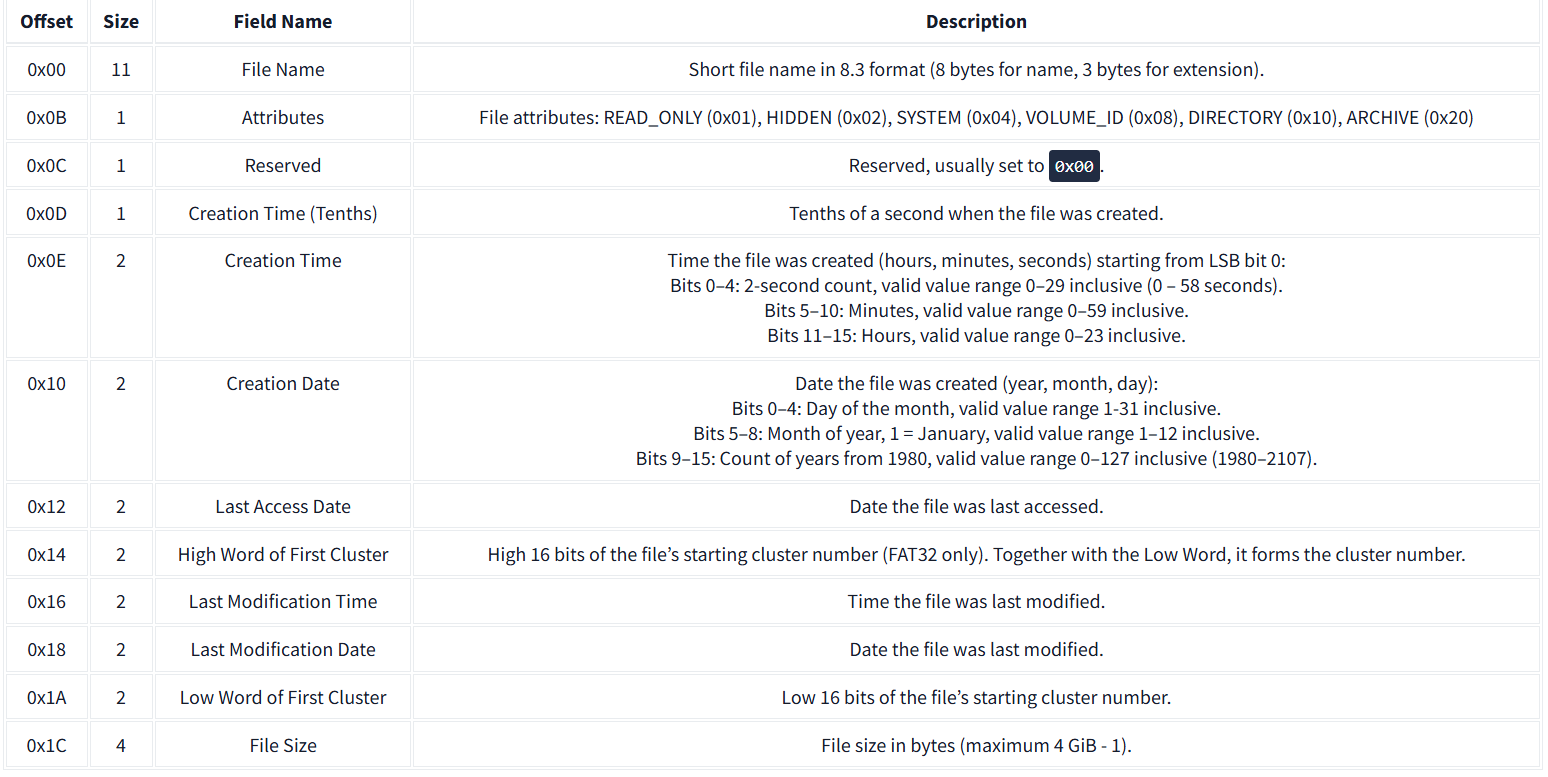 Offset Size Field Name Description
0x00 11 File Name Short file name in 8.3 format (8 bytes for name, 3 bytes for extension).
0x0B 1 Attributes File attributes: READ_ONLY (0x01), HIDDEN (0x02), SYSTEM (0x04), VOLUME_ID (0x08), DIRECTORY (0x10), ARCHIVE (0x20)
0x0C 1 Reserved Reserved, usually set to 0x00.
0x0D 1 Creation Time (Tenths) Tenths of a second when the file was created.
0x0E 2 Creation Time Time the file was created (hours, minutes, seconds) starting from LSB bit 0:
Bits 0–4: 2-second count, valid value range 0–29 inclusive (0 – 58 seconds).
Bits 5–10: Minutes, valid value range 0–59 inclusive.
Bits 11–15: Hours, valid value range 0–23 inclusive.
0x10 2 Creation Date Date the file was created (year, month, day):
Bits 0–4: Day of the month, valid value range 1-31 inclusive.
Bits 5–8: Month of year, 1 = January, valid value range 1–12 inclusive.
Bits 9–15: Count of years from 1980, valid value range 0–127 inclusive (1980–2107).
0x12 2 Last Access Date Date the file was last accessed.
0x14 2 High Word of First Cluster High 16 bits of the file’s starting cluster number (FAT32 only). Together with the Low Word, it forms the cluster number.
0x16 2 Last Modification Time Time the file was last modified.
0x18 2 Last Modification Date Date the file was last modified.
0x1A 2 Low Word of First Cluster Low 16 bits of the file’s starting cluster number.
0x1C 4 File Size File size in bytes (maximum 4 GiB - 1).